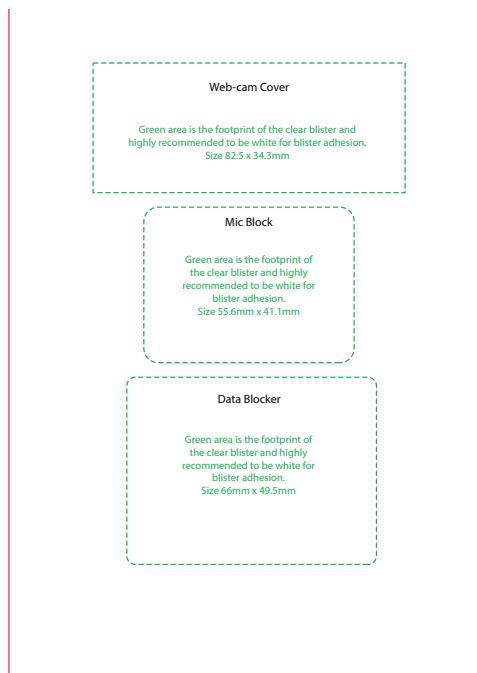 Web-cam Cover
Green area is the footprint of the clear blister and
highly recommended to be white for blister adhesion.
Size 82.5 x 34.3mm
Mic Block
Green area is the footprint of
the clear blister and highly
recommended to be white for
blister adhesion.
Size 55.6mm x 41.1mm
Data Blocker
Green area is the footprint of
the clear blister and highly
recommended to be white for
blister adhesion.
Size 66mm x 49.5mm